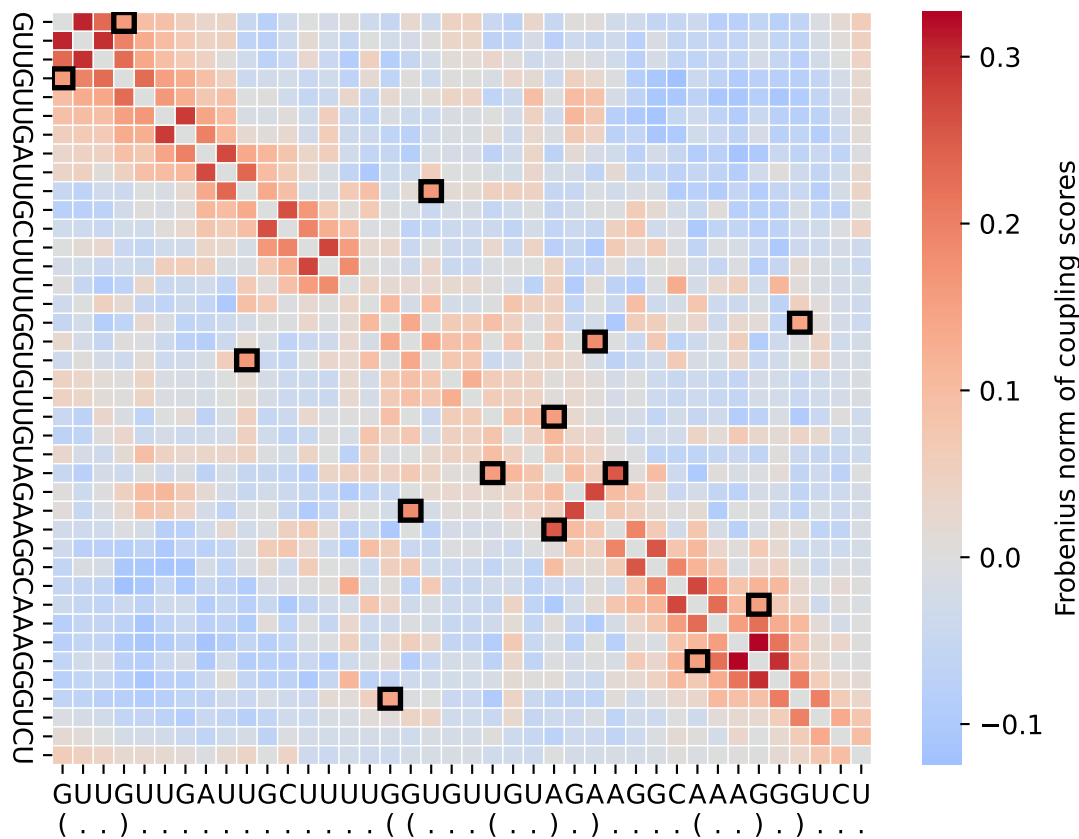 GUUGUUGAUUGCUUUUGGUGUUGUAGAAGGCAAAGGGUCU
GUUGUUGAUUGCUUUUGGUGUUGUAGAAGGCAAAGGGUCU
(..)............((...(..).)....(..).)...
0.3
0.2
0.1
0.0
−0.1
Frobenius norm of coupling scores